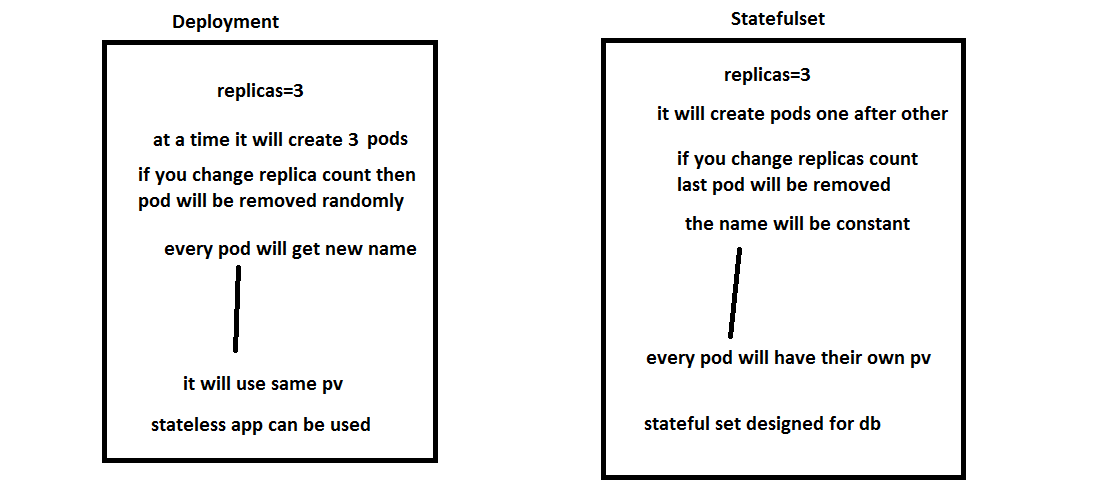 Deployment
replicas=3
at a time it will create 3 pods
if you change replica count then
pod will be removed randomly
every pod will get new name
it will use same pv
stateless app can be used
Statefulset
replicas=3
it will create pods one after other
if you change replicas count
last pod will be removed
the name will be constant
every pod will have their own pv
stateful set designed for db